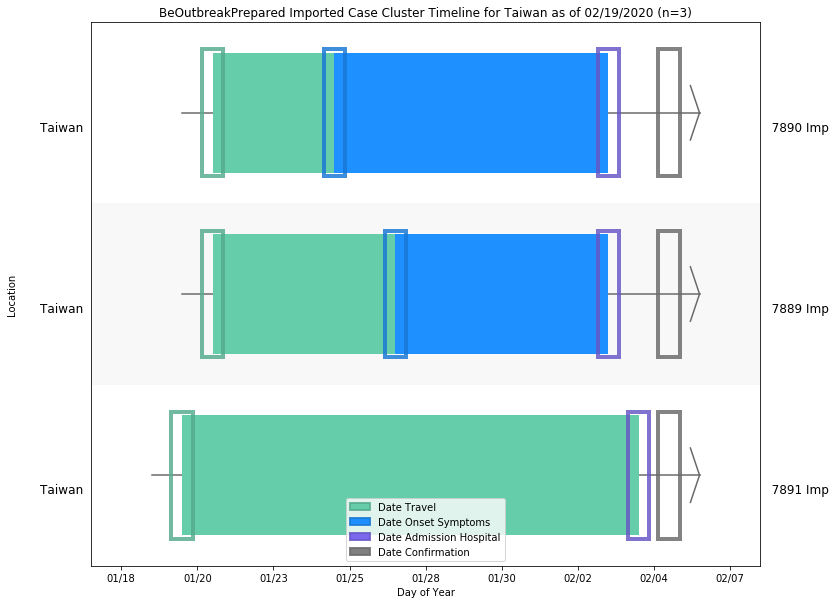 BeOutbreakPrepared Imported Case Cluster Timeline for Taiwan as of 02/19/2020 (n=3)
Taiwan
7890 Imp
Taiwan
7889 Imp
Location
Taiwan
7891 Imp
Date Travel
Date Onset Symptoms
Date Admission Hospital
Date Confirmation
01/18 01/20 01/23 01/25 01/28 01/30 02/02 02/04 02/07
Day of Year